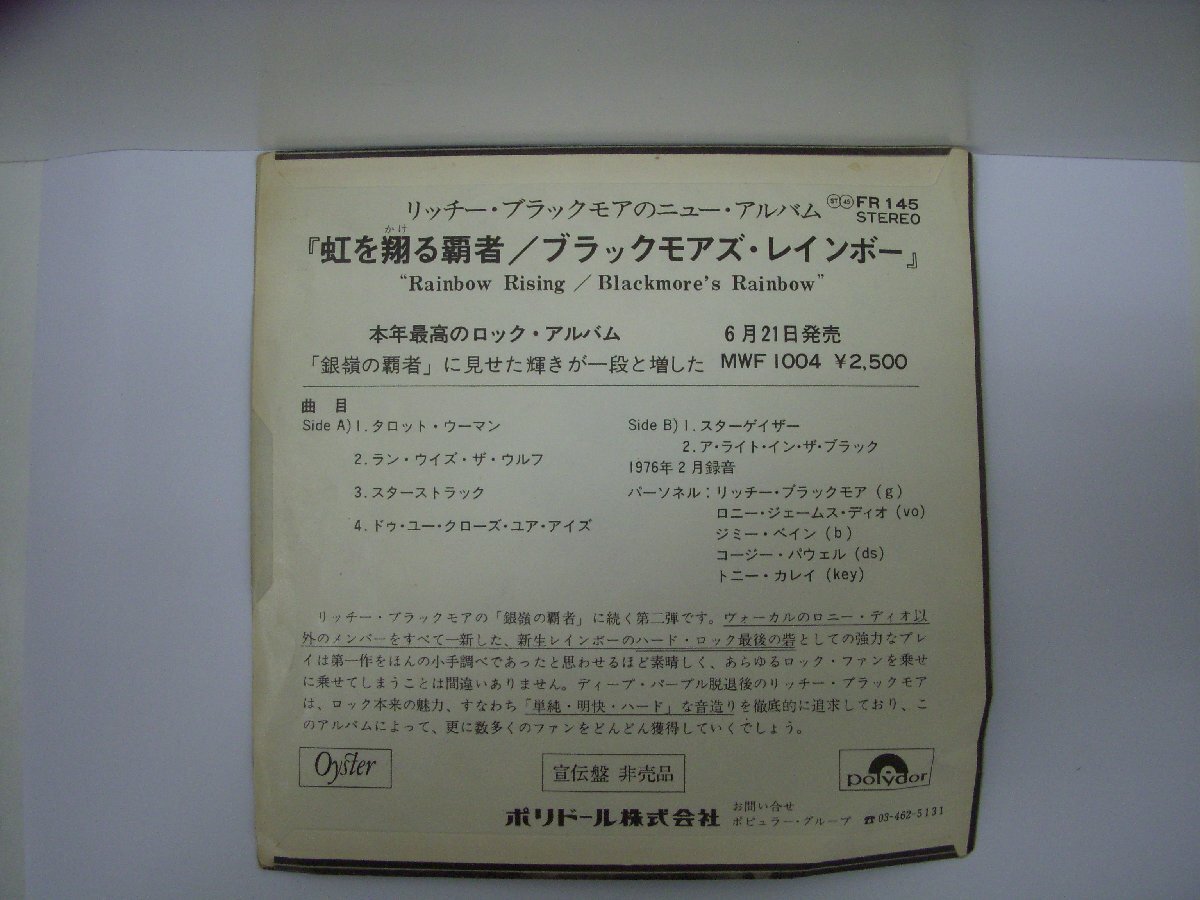 リッチー・ブラックモアのニュー・アルバム ST 45 FR 145
STEREO
『虹を翔る覇者／ブラックモアズ・レインボー』
かけ
“Rainbow Rising / Blackmore's Rainbow”
本年最高のロック・アルバム 6月21日発売
「銀嶺の覇者」に見せた輝きが一段と増した MWF 1004 ¥2,500
曲目
Side A) 1. タロット・ウーマン
2. ラン・ウイズ・ザ・ウルフ
3. スターストラック
4. ドゥ・ユー・クローズ・ユア・アイズ
Side B) 1. スターゲイザー
2. ア・ライト・イン・ザ・ブラック
1976年2月録音
パーソネル：リッチー・ブラックモア (g)
ロニー・ジェームス・ディオ (vo)
ジミー・ベイン (b)
コージー・パウェル (ds)
トニー・カレイ (key)
リッチー・ブラックモアの「銀嶺の覇者」に続く第二弾です。ヴォーカルのロニー・ディオ以
外のメンバーをすべて一新した、新生レインボーのハード・ロック最後の砦としての強力なプレ
イは第一作をほんの小手調べであったと思わせるほど素晴しく、あらゆるロック・ファンを乗せ
に乗せてしまうことは間違いありません。ディープ・パープル脱退後のリッチー・ブラックモア
は、ロック本来の魅力、すなわち「単純・明快・ハード」な音造りを徹底的に追求しており、こ
のアルバムによって、更に数多くのファンをどんどん獲得していくでしょう。
Oyster
宣伝盤 非売品
polydor
ポリドール株式会社
お問い合せ
ポピュラー・グループ ☎03-462-5131